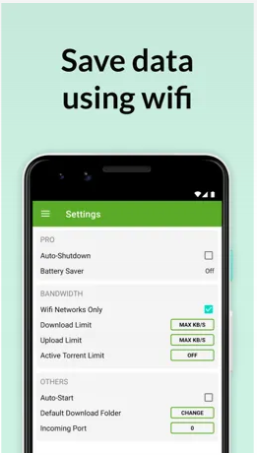 Save data
using wifi
Settings
PRO
Auto-Shutdown
Battery Saver Off
BANDWIDTH
Wifi Networks Only
Download Limit MAX KB/S
Upload Limit MAX KB/S
Active Torrent Limit OFF
OTHERS
Auto-Start
Default Download Folder CHANGE
Incoming Port 0